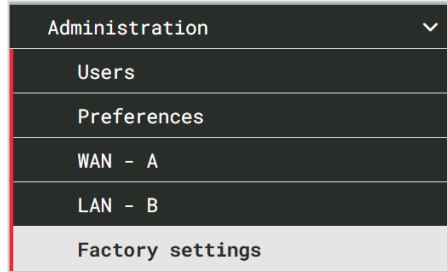 Administration
Users
Preferences
WAN - A
LAN - B
Factory settings